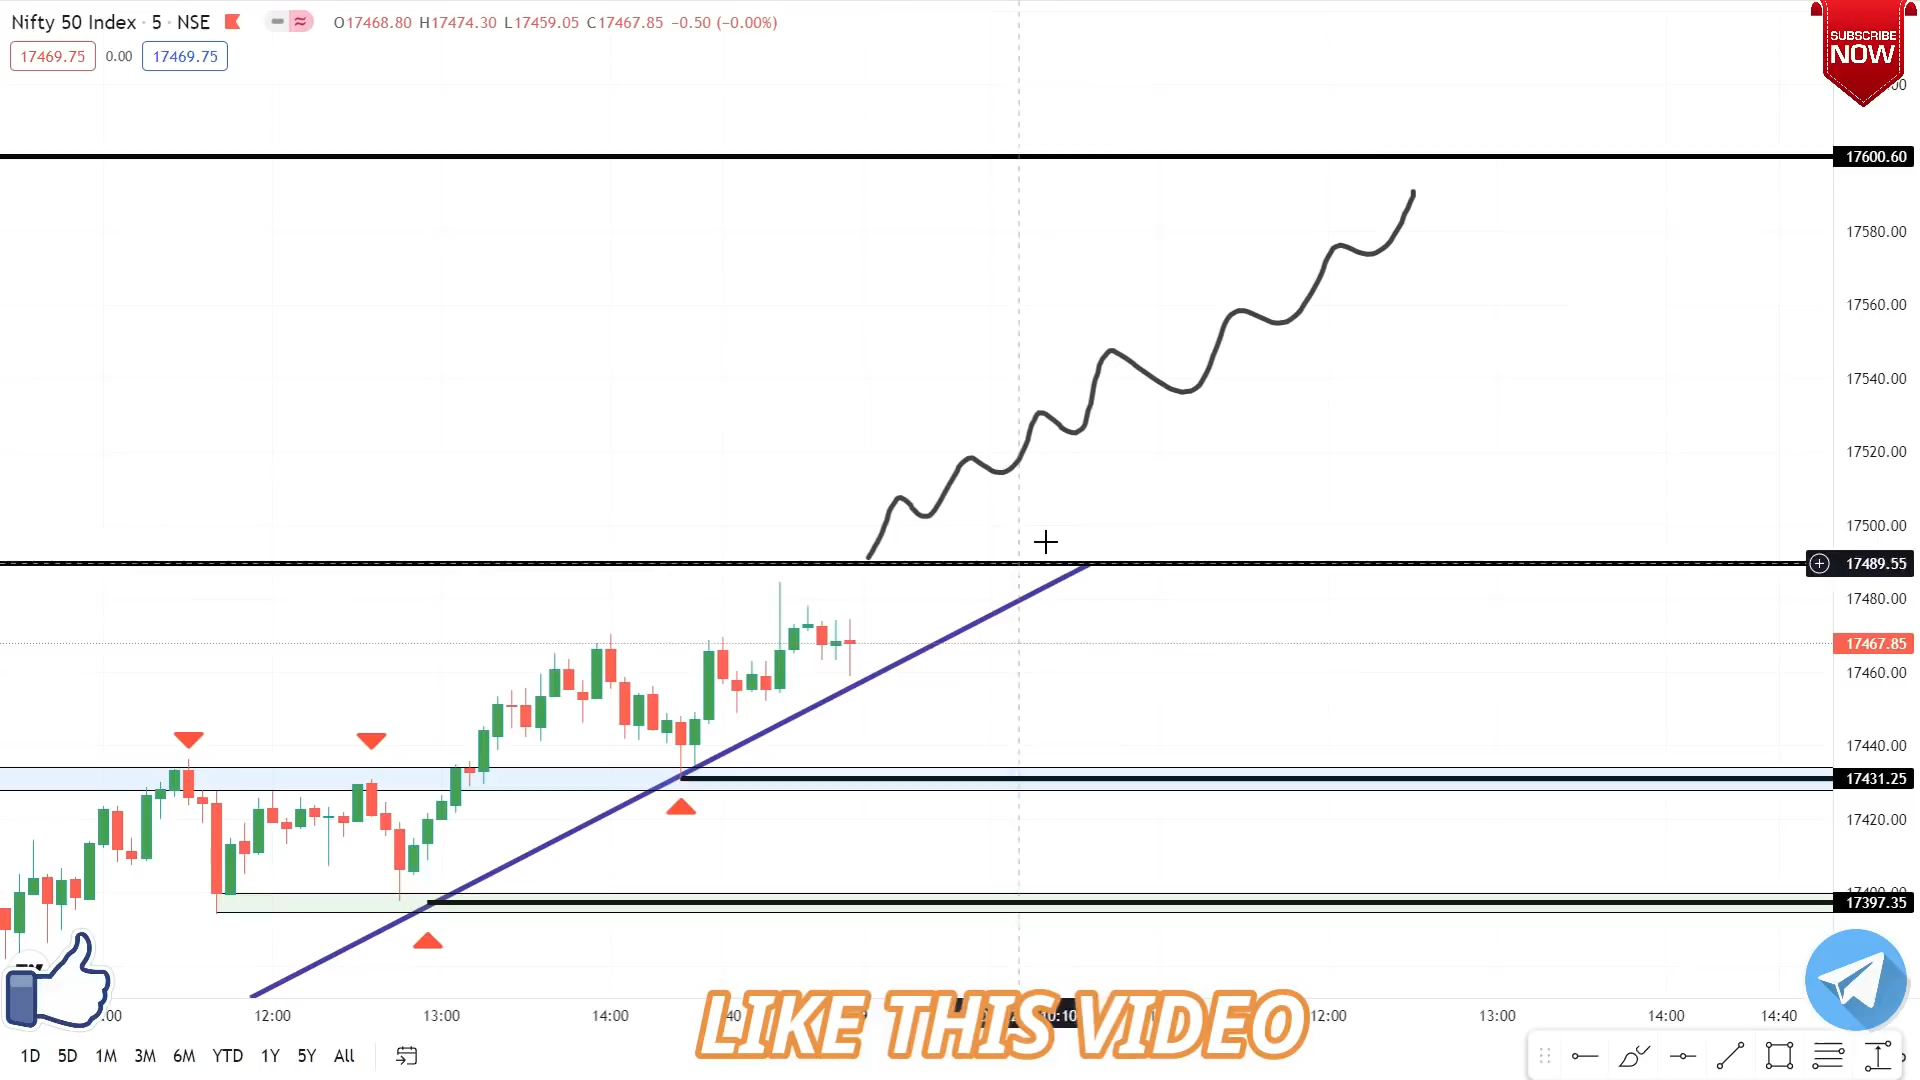 Nifty 50 Index · 5 · NSE O17468.80 H17474.30 L17459.05 C17467.85 −0.50 (−0.00%)
17469.75 0.00 17469.75
SUBSCRIBE
NOW
17600.60
17580.00
17560.00
17540.00
17520.00
17500.00
17489.55
17480.00
17467.85
17460.00
17440.00
17431.25
17420.00
17397.35
12:00 13:00 14:00 12:00 13:00 14:00 14:40
LIKE THIS VIDEO
1D 5D 1M 3M 6M YTD 1Y 5Y All